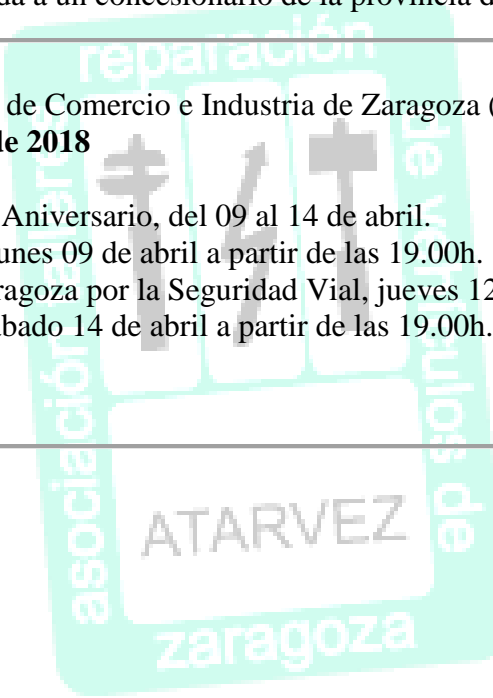 da a un concesionario de la provincia d
de Comercio e Industria de Zaragoza (
de 2018
Aniversario, del 09 al 14 de abril.
unes 09 de abril a partir de las 19.00h.
ragoza por la Seguridad Vial, jueves 12
bado 14 de abril a partir de las 19.00h.
asociación talleres
reparación
de vehículos de
zaragoza
ATARVEZ